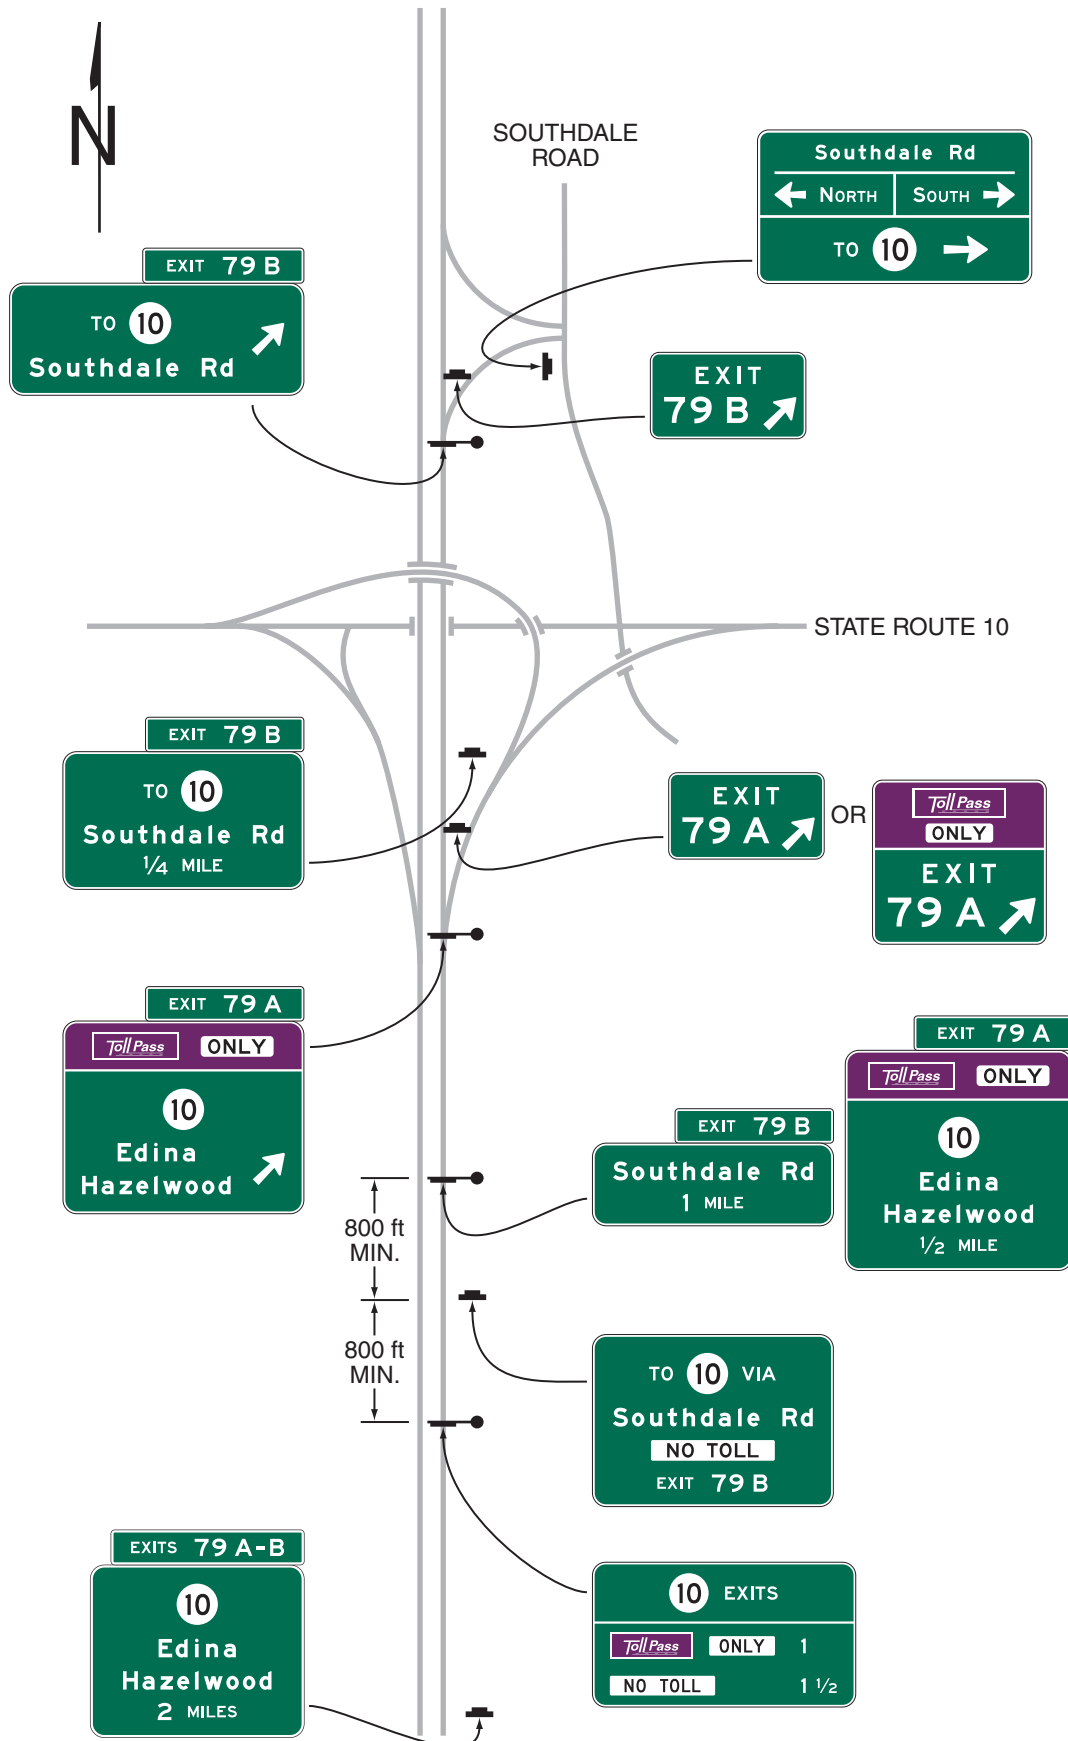 N
SOUTHDALE
ROAD
Southdale Rd
NORTH SOUTH
TO 10
EXIT 79 B
TO 10
Southdale Rd
EXIT
79 B
STATE ROUTE 10
EXIT 79 B
TO 10
Southdale Rd
1/4 MILE
EXIT
79 A
OR
Toll Pass
ONLY
EXIT
79 A
EXIT 79 A
Toll Pass ONLY
10
Edina
Hazelwood
EXIT 79 A
Toll Pass ONLY
10
Edina
Hazelwood
1/2 MILE
EXIT 79 B
Southdale Rd
1 MILE
800 ft
MIN.
800 ft
MIN.
TO 10 VIA
Southdale Rd
NO TOLL
EXIT 79 B
EXITS 79 A-B
10
Edina
Hazelwood
2 MILES
10 EXITS
Toll Pass ONLY 1
NO TOLL 1 1/2